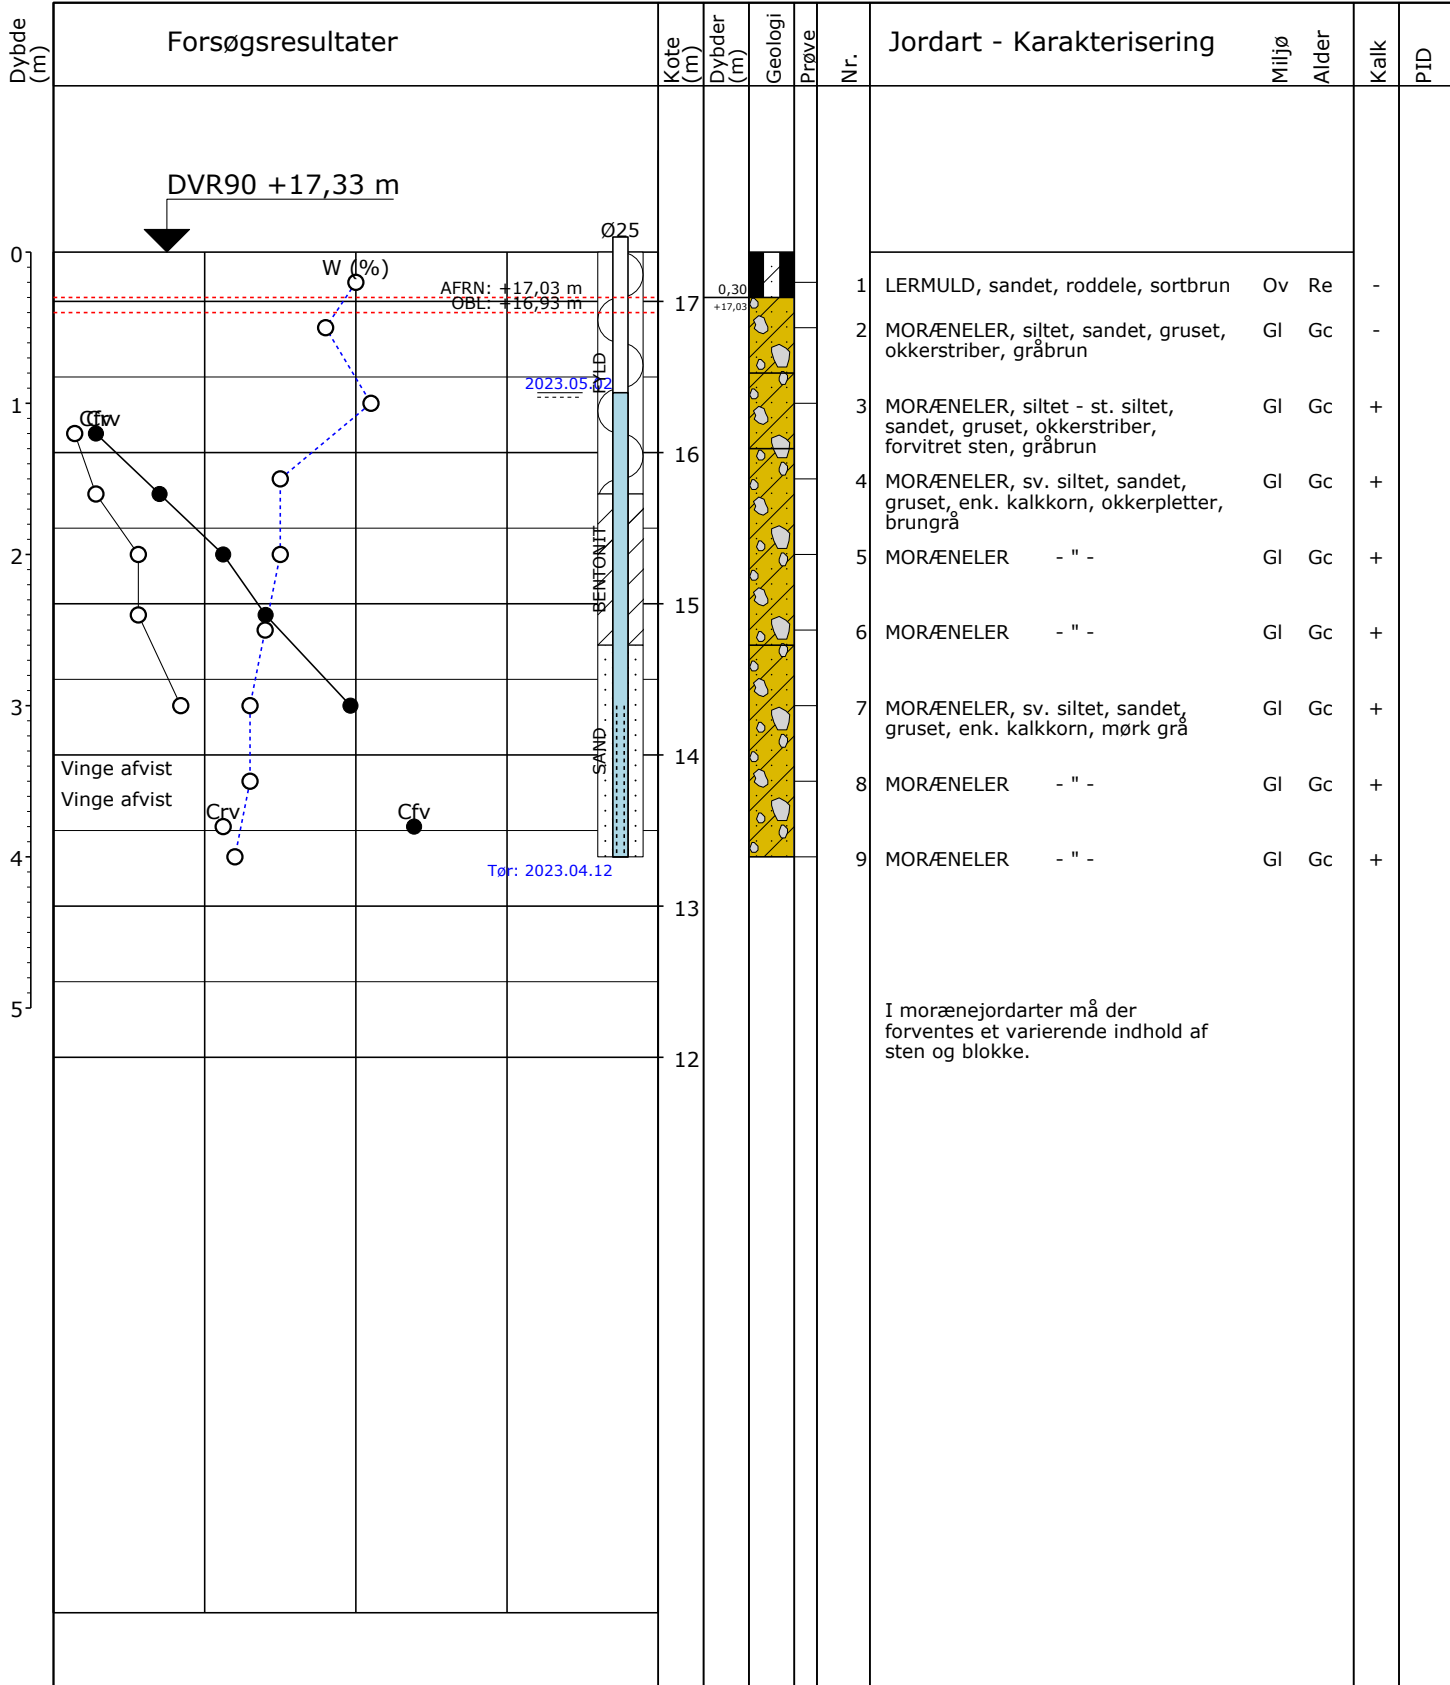 Dybde (m)
Forsøgsresultater
Kote (m)
Dybder (m)
Geologi
Prøve
Nr.
Jordart - Karakterisering
Miljø
Alder
Kalk
PID
DVR90 +17,33 m
Ø25
0
W (%)
AFRN: +17,03 m
OBL: +16,93 m
17
0,30
+17,03
1 LERMULD, sandet, roddele, sortbrun Ov Re -
2 MORÆNELER, siltet, sandet, gruset, Gl Gc -
okkerstriber, gråbrun
FYLD
2023.05.02
1
Cfv
Crv
3 MORÆNELER, siltet - st. siltet, Gl Gc +
sandet, gruset, okkerstriber,
forvitret sten, gråbrun
16
4 MORÆNELER, sv. siltet, sandet, Gl Gc +
gruset, enk. kalkkorn, okkerpletter,
brungrå
BENTONIT
2
5 MORÆNELER - " - Gl Gc +
15
6 MORÆNELER - " - Gl Gc +
3
7 MORÆNELER, sv. siltet, sandet, Gl Gc +
gruset, enk. kalkkorn, mørk grå
SAND
14
Vinge afvist
Vinge afvist
8 MORÆNELER - " - Gl Gc +
Crv
Cfv
4
9 MORÆNELER - " - Gl Gc +
Tør: 2023.04.12
13
5
I morænejordarter må der
forventes et varierende indhold af
sten og blokke.
12